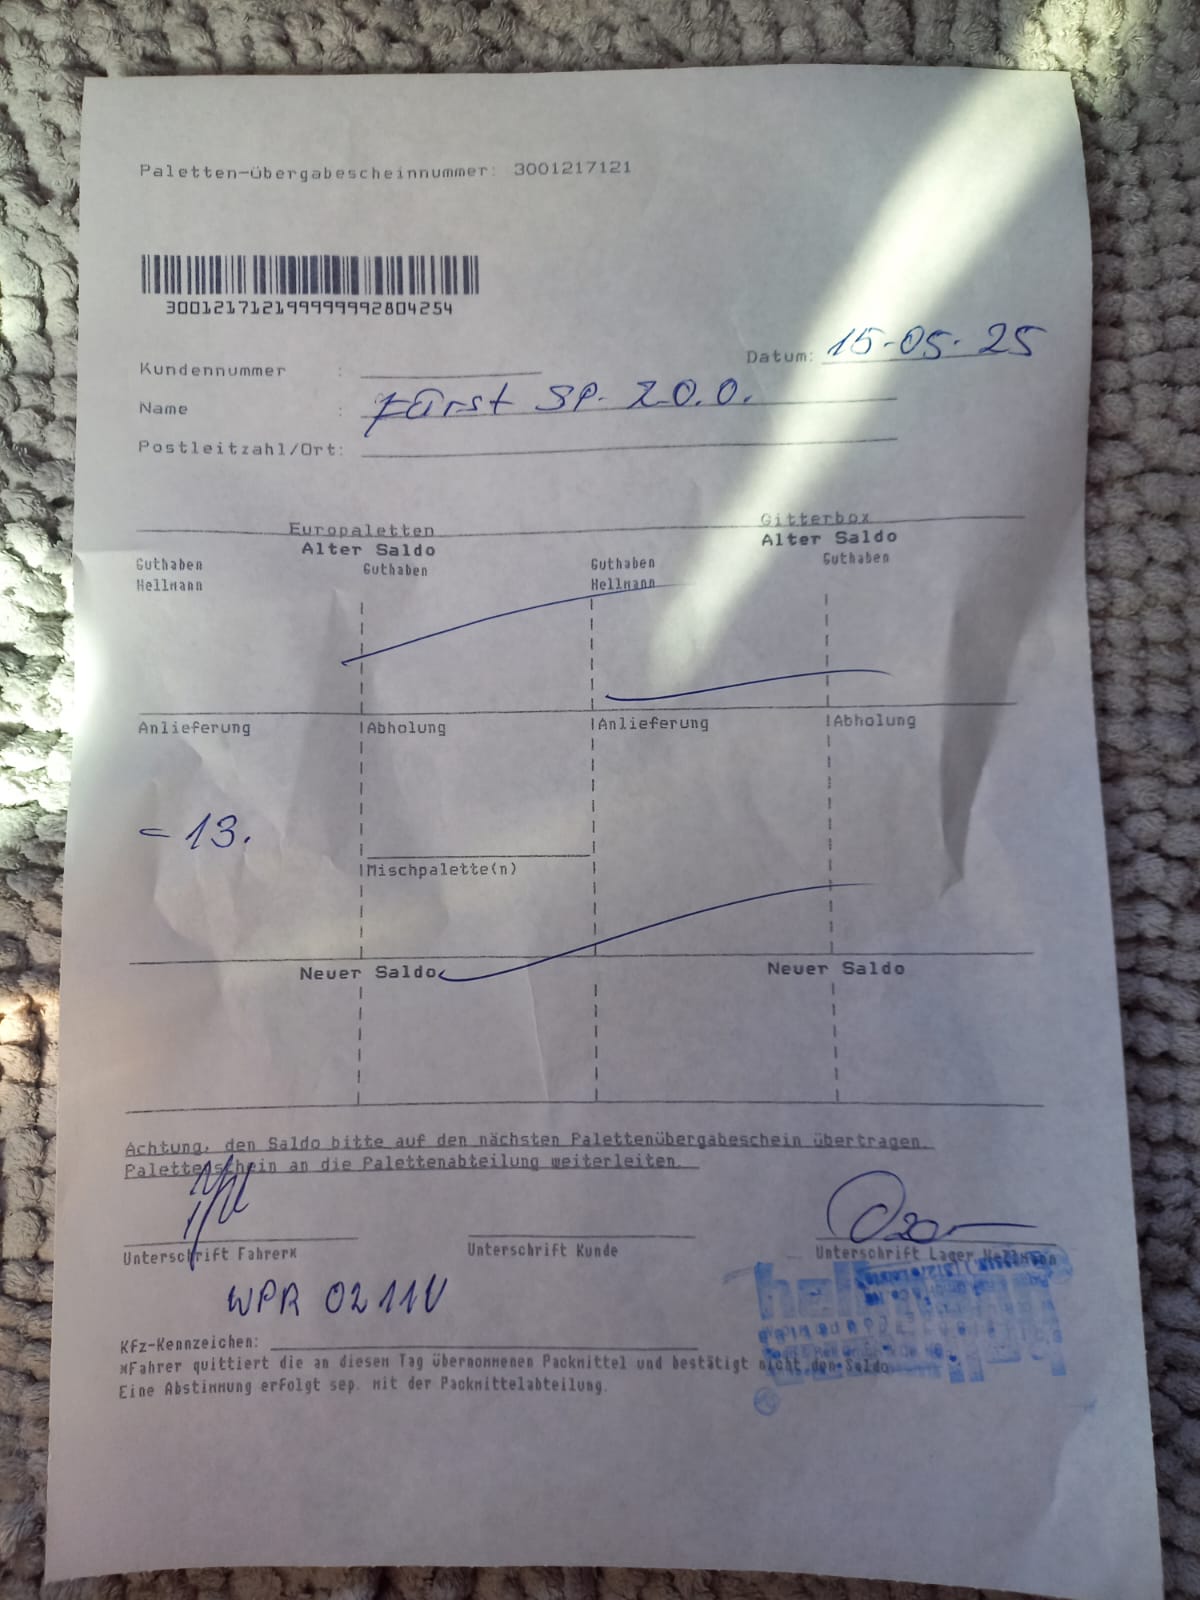 Paletten-übergabescheinnummer: 3001217121
300121712199999992804254
Datum: 15-05-25
Kundennummer :
Name : Fürst SP. ZO.O.
Postleitzahl/Ort:
Europaletten Gitterbox
Alter Saldo Alter Saldo
Guthaben Hellmann Guthaben Guthaben Hellmann Guthaben
Anlieferung Abholung Anlieferung Abholung
= 13.
Mischpalette(n)
Neuer Saldo Neuer Saldo
Achtung, den Saldo bitte auf den nächsten Palettenübergabeschein übertragen.
Palettenschein an die Palettenabteilung weiterleiten.
Unterschrift Fahrer* Unterschrift Kunde Unterschrift Lager Hellmann
WPR 0211V
Kfz-Kennzeichen:
*Fahrer quittiert die an diesem Tag übernommenen Packmittel und bestätigt nicht den Saldo.
Eine Abstimmung erfolgt sep. mit der Packmittelabteilung.